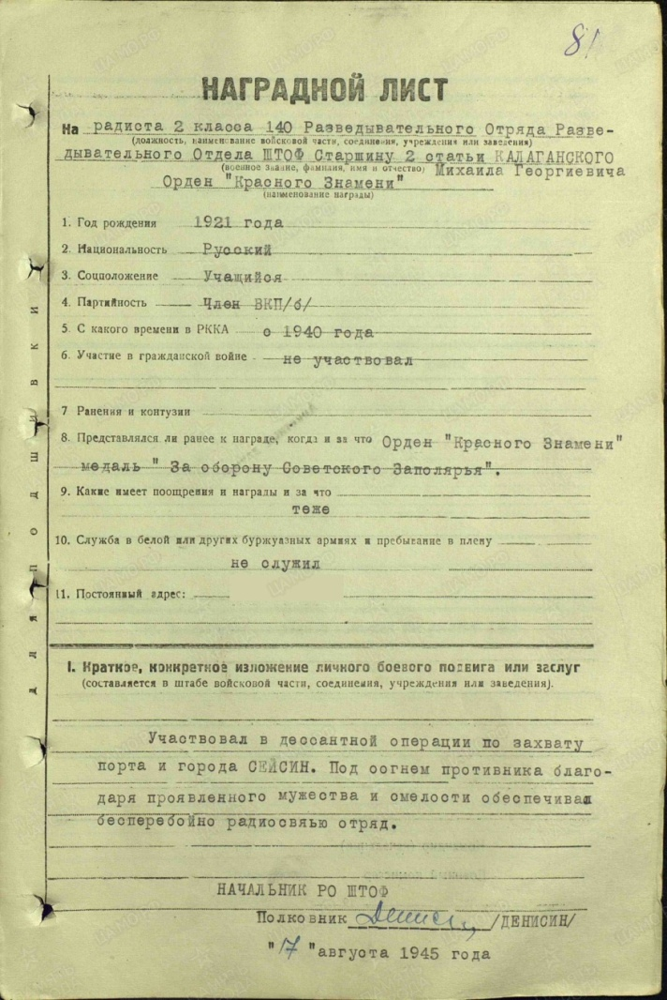 81
НАГРАДНОЙ ЛИСТ
На радиста 2 класса 140 Разведывательного Отряда Разве-
(должность, наименование войсковой части, соединения, учреждения или заведения)
дывательного Отдела ШТОФ Старшину 2 статьи КАЛАГАНСКОГО
(военное звание, фамилия, имя и отчество) Михаила Георгиевича
Орден "Красного Знамени"
(наименование награды)
1. Год рождения 1921 года
2. Национальность Русский
3. Соцположение Учащийся
4. Партийность Член ВКП/б/
5. С какого времени в РККА с 1940 года
6. Участие в гражданской войне не участвовал
7 Ранения и контузии
8. Представлялся ли ранее к награде, когда и за что Орден "Красного Знамени"
медаль " За оборону Советского Заполярья".
9. Какие имеет поощрения и награды и за что
теже
10. Служба в белой или других буржуазных армиях и пребывание в плену
не служил
11. Постоянный адрес:
для подшивки
I. Краткое, конкретное изложение личного боевого подвига или заслуг
(составляется в штабе войсковой части, соединения, учреждения или заведения).
Участвовал в дессантной операции по захвату
порта и города СЕЙСИН. Под оогнем противника благо-
даря проявленного мужества и смелости обеспечивал
бесперебойно радиосвяью отряд.
НАЧАЛЬНИК РО ШТОФ
Полковник Денисин /ДЕНИСИН/
"17" августа 1945 года